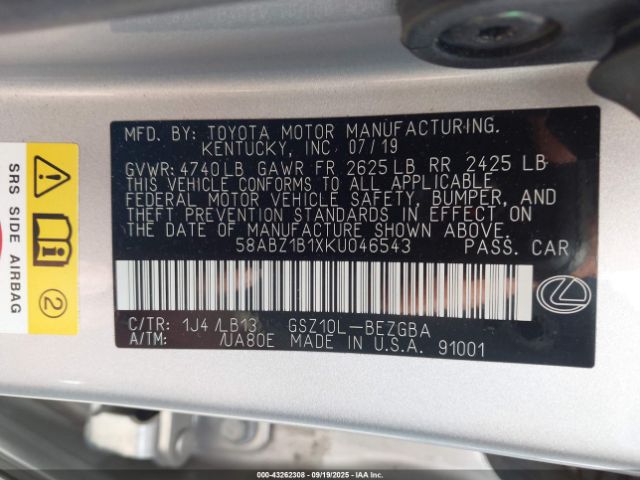 MFD. BY: TOYOTA MOTOR MANUFACTURING.
KENTUCKY, INC. 07/19
GVWR: 4740LB GAWR FR 2625LB RR 2425 LB
THIS VEHICLE CONFORMS TO ALL APPLICABLE
FEDERAL MOTOR VEHICLE SAFETY, BUMPER, AND
THEFT PREVENTION STANDARDS IN EFFECT ON
THE DATE OF MANUFACTURE SHOWN ABOVE.
58ABZ1B1XKU046543 PASS. CAR
C/TR: 1J4 /LB13 GSZ10L-BEZGBA
A/TM: /UA80E MADE IN U.S.A. 91001
SRS SIDE AIRBAG
i
2
00-43262308 - 09/19/2025 - IAA, Inc.